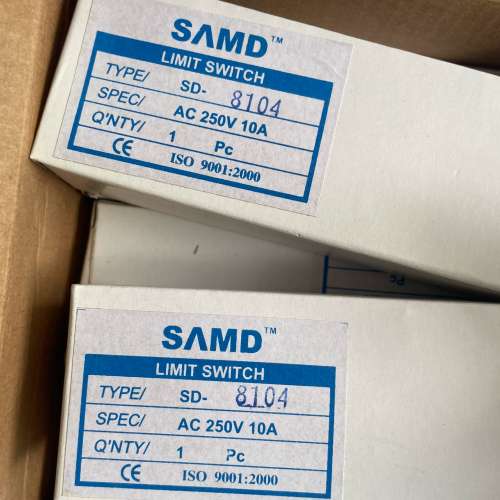 SAMD™
LIMIT SWITCH
TYPE/ SD- 8104
SPEC/ AC 250V 10A
Q'NTY/ 1 Pc
CE ISO 9001:2000
Pc
SAMD™
LIMIT SWITCH
TYPE/ SD- 8104
SPEC/ AC 250V 10A
Q'NTY/ 1 Pc
CE ISO 9001:2000